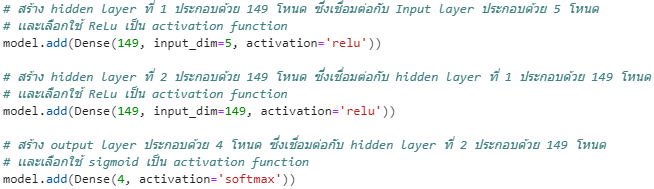 # สร้าง hidden layer ที่ 1 ประกอบด้วย 149 โหนด ซึ่งเชื่อมต่อกับ Input layer ประกอบด้วย 5 โหนด
# และเลือกใช้ ReLu เป็น activation function
model.add(Dense(149, input_dim=5, activation='relu'))
# สร้าง hidden layer ที่ 2 ประกอบด้วย 149 โหนด ซึ่งเชื่อมต่อกับ hidden layer ที่ 1 ประกอบด้วย 149 โหนด
# และเลือกใช้ ReLu เป็น activation function
model.add(Dense(149, input_dim=149, activation='relu'))
# สร้าง output layer ประกอบด้วย 4 โหนด ซึ่งเชื่อมต่อกับ hidden layer ที่ 2 ประกอบด้วย 149 โหนด
# และเลือกใช้ sigmoid เป็น activation function
model.add(Dense(4, activation='softmax'))